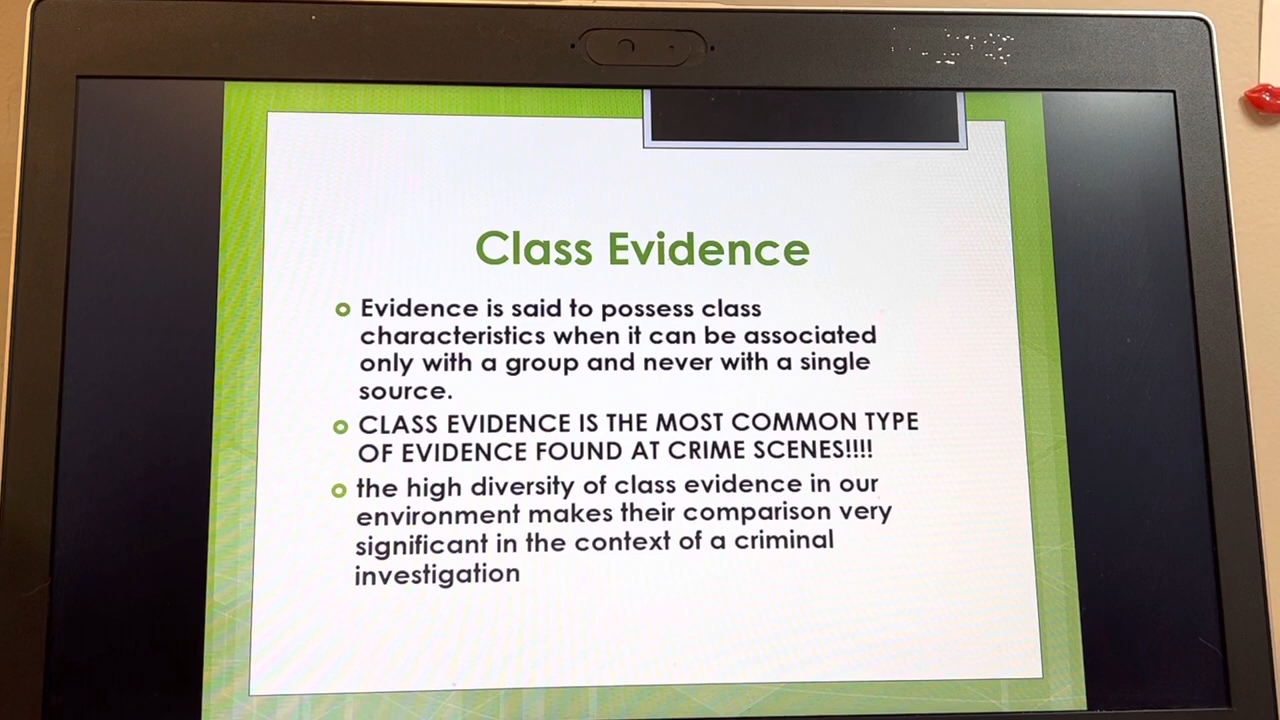 Class Evidence
Evidence is said to possess class
characteristics when it can be associated
only with a group and never with a single
source.
CLASS EVIDENCE IS THE MOST COMMON TYPE
OF EVIDENCE FOUND AT CRIME SCENES!!!!
the high diversity of class evidence in our
environment makes their comparison very
significant in the context of a criminal
investigation